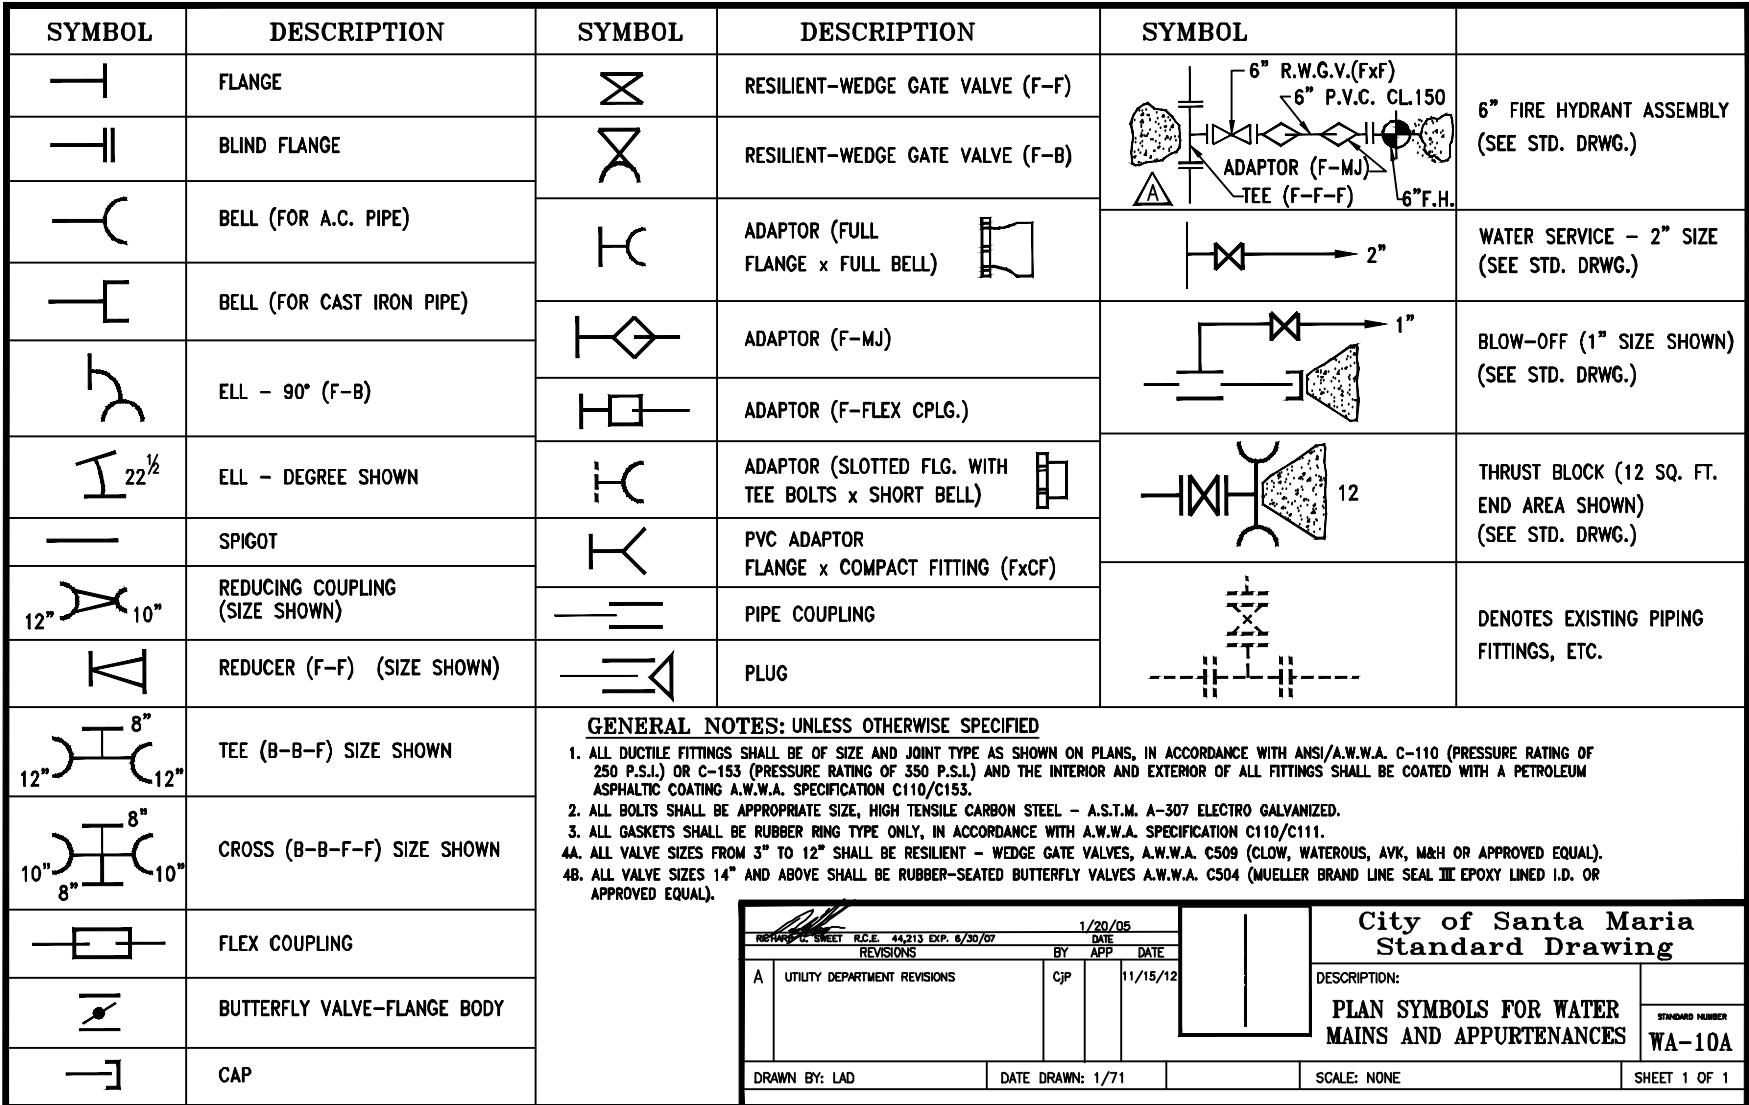 SYMBOL DESCRIPTION SYMBOL DESCRIPTION SYMBOL
FLANGE
BLIND FLANGE
BELL (FOR A.C. PIPE)
BELL (FOR CAST IRON PIPE)
ELL - 90° (F-B)
22½
ELL - DEGREE SHOWN
SPIGOT
12" 10"
REDUCING COUPLING
(SIZE SHOWN)
REDUCER (F-F) (SIZE SHOWN)
8"
12" 12"
TEE (B-B-F) SIZE SHOWN
8"
10" 10"
8"
CROSS (B-B-F-F) SIZE SHOWN
FLEX COUPLING
BUTTERFLY VALVE-FLANGE BODY
CAP
RESILIENT-WEDGE GATE VALVE (F-F)
RESILIENT-WEDGE GATE VALVE (F-B)
ADAPTOR (FULL
FLANGE x FULL BELL)
ADAPTOR (F-MJ)
ADAPTOR (F-FLEX CPLG.)
ADAPTOR (SLOTTED FLG. WITH
TEE BOLTS x SHORT BELL)
PVC ADAPTOR
FLANGE x COMPACT FITTING (FxCF)
PIPE COUPLING
PLUG
6" R.W.G.V.(FxF)
6" P.V.C. CL.150
ADAPTOR (F-MJ)
A
TEE (F-F-F)
6"F.H.
6" FIRE HYDRANT ASSEMBLY
(SEE STD. DRWG.)
2"
WATER SERVICE - 2" SIZE
(SEE STD. DRWG.)
1"
BLOW-OFF (1" SIZE SHOWN)
(SEE STD. DRWG.)
12
THRUST BLOCK (12 SQ. FT.
END AREA SHOWN)
(SEE STD. DRWG.)
DENOTES EXISTING PIPING
FITTINGS, ETC.
GENERAL NOTES: UNLESS OTHERWISE SPECIFIED
1. ALL DUCTILE FITTINGS SHALL BE OF SIZE AND JOINT TYPE AS SHOWN ON PLANS, IN ACCORDANCE WITH ANSI/A.W.W.A. C-110 (PRESSURE RATING OF
250 P.S.I.) OR C-153 (PRESSURE RATING OF 350 P.S.I.) AND THE INTERIOR AND EXTERIOR OF ALL FITTINGS SHALL BE COATED WITH A PETROLEUM
ASPHALTIC COATING A.W.W.A. SPECIFICATION C110/C153.
2. ALL BOLTS SHALL BE APPROPRIATE SIZE, HIGH TENSILE CARBON STEEL - A.S.T.M. A-307 ELECTRO GALVANIZED.
3. ALL GASKETS SHALL BE RUBBER RING TYPE ONLY, IN ACCORDANCE WITH A.W.W.A. SPECIFICATION C110/C111.
4A. ALL VALVE SIZES FROM 3" TO 12" SHALL BE RESILIENT - WEDGE GATE VALVES, A.W.W.A. C509 (CLOW, WATEROUS, AVK, M&H OR APPROVED EQUAL).
4B. ALL VALVE SIZES 14" AND ABOVE SHALL BE RUBBER-SEATED BUTTERFLY VALVES A.W.W.A. C504 (MUELLER BRAND LINE SEAL III EPOXY LINED I.D. OR
APPROVED EQUAL).
1/20/05
RICHARD G. SWEET R.C.E. 44,213 EXP. 6/30/07 DATE
REVISIONS BY APP DATE
A UTILITY DEPARTMENT REVISIONS CjP 11/15/12
City of Santa Maria
Standard Drawing
DESCRIPTION:
PLAN SYMBOLS FOR WATER
MAINS AND APPURTENANCES
STANDARD NUMBER
WA-10A
DRAWN BY: LAD DATE DRAWN: 1/71 SCALE: NONE SHEET 1 OF 1